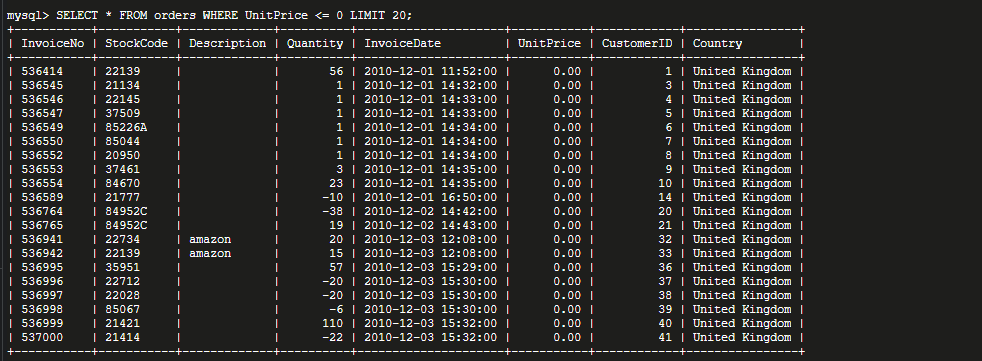 mysql> SELECT * FROM orders WHERE UnitPrice <= 0 LIMIT 20;
+-----------+-----------+-------------+----------+---------------------+-----------+------------+----------------+
| InvoiceNo | StockCode | Description | Quantity | InvoiceDate         | UnitPrice | CustomerID | Country        |
+-----------+-----------+-------------+----------+---------------------+-----------+------------+----------------+
| 536414    | 22139     |             |       56 | 2010-12-01 11:52:00 |      0.00 |          1 | United Kingdom |
| 536545    | 21134     |             |        1 | 2010-12-01 14:32:00 |      0.00 |          3 | United Kingdom |
| 536546    | 22145     |             |        1 | 2010-12-01 14:33:00 |      0.00 |          4 | United Kingdom |
| 536547    | 37509     |             |        1 | 2010-12-01 14:33:00 |      0.00 |          5 | United Kingdom |
| 536549    | 85226A    |             |        1 | 2010-12-01 14:34:00 |      0.00 |          6 | United Kingdom |
| 536550    | 85044     |             |        1 | 2010-12-01 14:34:00 |      0.00 |          7 | United Kingdom |
| 536552    | 20950     |             |        1 | 2010-12-01 14:34:00 |      0.00 |          8 | United Kingdom |
| 536553    | 37461     |             |        3 | 2010-12-01 14:35:00 |      0.00 |          9 | United Kingdom |
| 536554    | 84670     |             |       23 | 2010-12-01 14:35:00 |      0.00 |         10 | United Kingdom |
| 536589    | 21777     |             |      -10 | 2010-12-01 16:50:00 |      0.00 |         14 | United Kingdom |
| 536764    | 84952C    |             |      -38 | 2010-12-02 14:42:00 |      0.00 |         20 | United Kingdom |
| 536765    | 84952C    |             |       19 | 2010-12-02 14:43:00 |      0.00 |         21 | United Kingdom |
| 536941    | 22734     | amazon      |       20 | 2010-12-03 12:08:00 |      0.00 |         32 | United Kingdom |
| 536942    | 22139     | amazon      |       15 | 2010-12-03 12:08:00 |      0.00 |         33 | United Kingdom |
| 536995    | 35951     |             |       57 | 2010-12-03 15:29:00 |      0.00 |         36 | United Kingdom |
| 536996    | 22712     |             |      -20 | 2010-12-03 15:30:00 |      0.00 |         37 | United Kingdom |
| 536997    | 22028     |             |      -20 | 2010-12-03 15:30:00 |      0.00 |         38 | United Kingdom |
| 536998    | 85067     |             |       -6 | 2010-12-03 15:30:00 |      0.00 |         39 | United Kingdom |
| 536999    | 21421     |             |      110 | 2010-12-03 15:32:00 |      0.00 |         40 | United Kingdom |
| 537000    | 21414     |             |      -22 | 2010-12-03 15:32:00 |      0.00 |         41 | United Kingdom |
+-----------+-----------+-------------+----------+---------------------+-----------+------------+----------------+